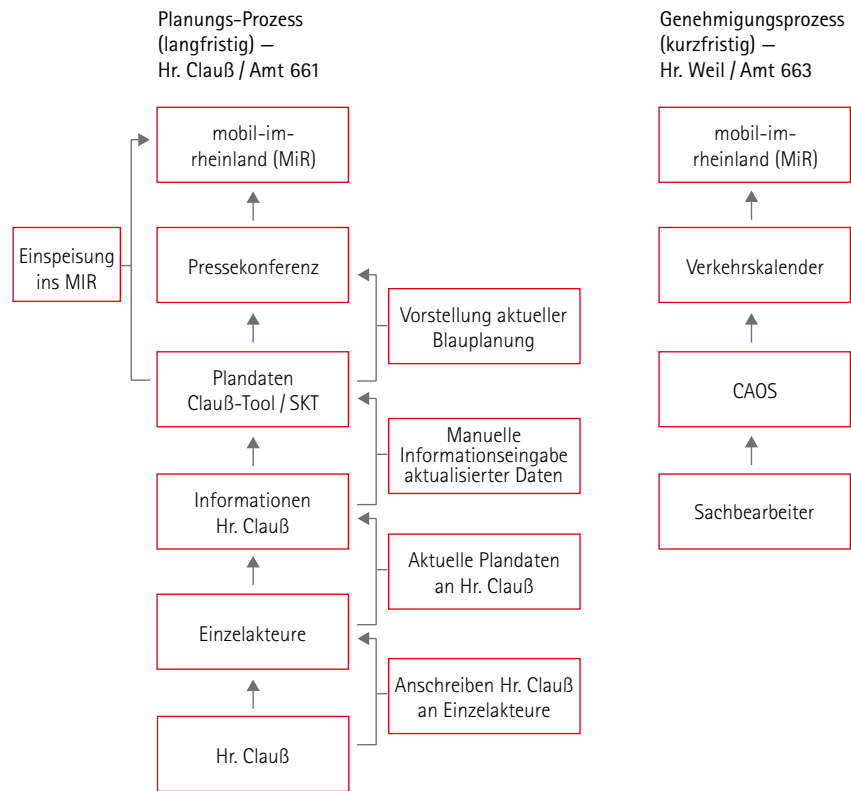 Planungs-Prozess
(langfristig) –
Hr. Clauß / Amt 661
Genehmigungsprozess
(kurzfristig) –
Hr. Weil / Amt 663
mobil-im-
rheinland (MiR)
Einspeisung
ins MIR
Pressekonferenz
Vorstellung aktueller
Blauplanung
Plandaten
Clauß-Tool / SKT
Manuelle
Informationseingabe
aktualisierter Daten
Informationen
Hr. Clauß
Aktuelle Plandaten
an Hr. Clauß
Einzelakteure
Anschreiben Hr. Clauß
an Einzelakteure
Hr. Clauß
mobil-im-
rheinland (MiR)
Verkehrskalender
CAOS
Sachbearbeiter